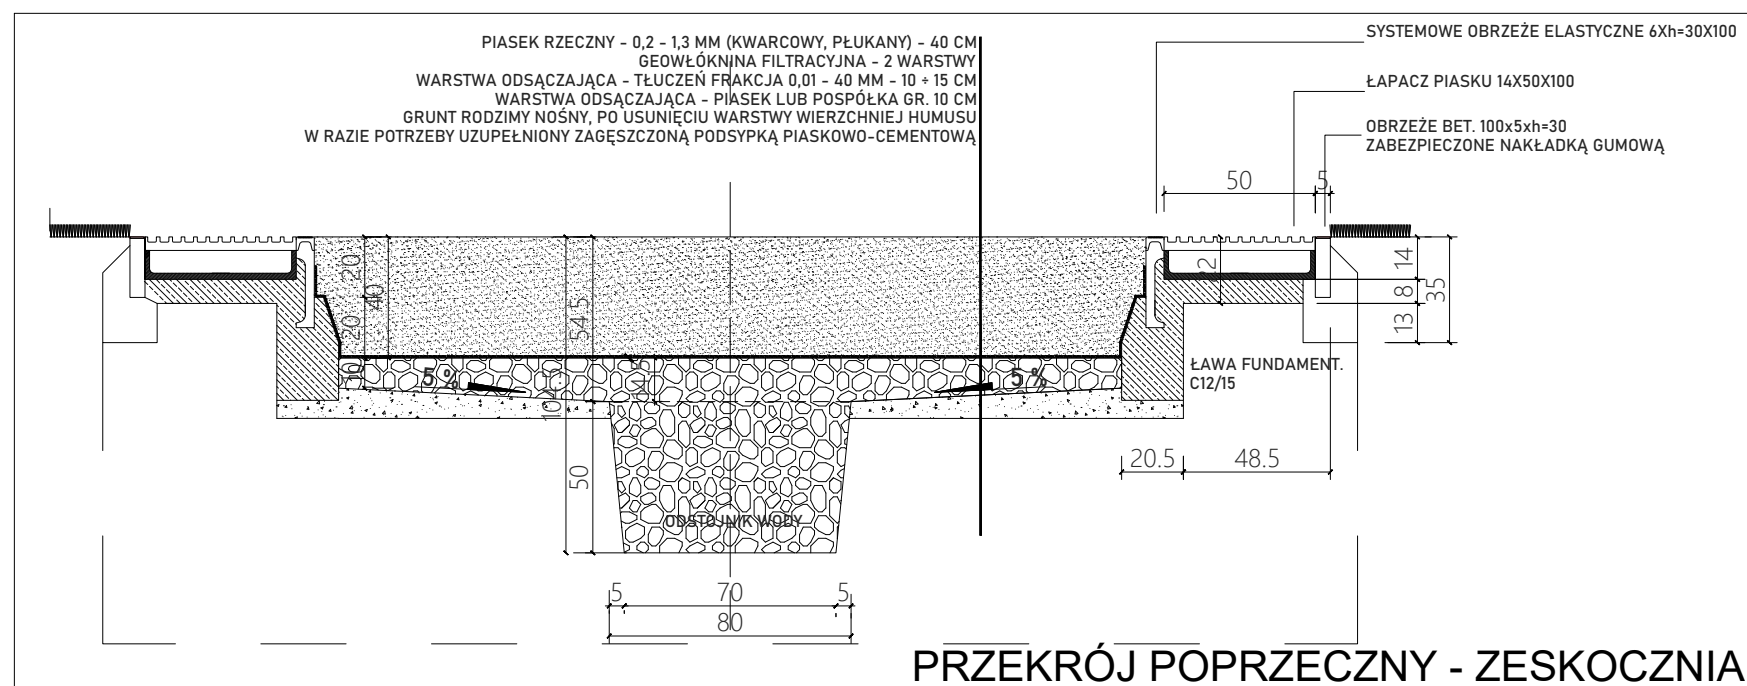 PIASEK RZECZNY - 0,2 - 1,3 MM (KWARCOWY, PŁUKANY) - 40 CM
GEOWŁÓKNINA FILTRACYJNA - 2 WARSTWY
WARSTWA ODSĄCZAJĄCA - TŁUCZEŃ FRAKCJA 0,01 - 40 MM - 10 ÷ 15 CM
WARSTWA ODSĄCZAJĄCA - PIASEK LUB POSPÓŁKA GR. 10 CM
GRUNT RODZIMY NOŚNY, PO USUNIĘCIU WARSTWY WIERZCHNIEJ HUMUSU
W RAZIE POTRZEBY UZUPEŁNIONY ZAGĘSZCZONĄ PODSYPKĄ PIASKOWO-CEMENTOWĄ
SYSTEMOWE OBRZEŻE ELASTYCZNE 6Xh=30X100
ŁAPACZ PIASKU 14X50X100
OBRZEŻE BET. 100x5xh=30
ZABEZPIECZONE NAKŁADKĄ GUMOWĄ
50
5
20
40
20
10
54.5
104.5
14.5
50
22
14
8
13
35
5 %
5 %
ŁAWA FUNDAMENT.
C12/15
20.5
48.5
ODSTOJNIK WODY
5
70
5
80
PRZEKRÓJ POPRZECZNY - ZESKOCZNIA